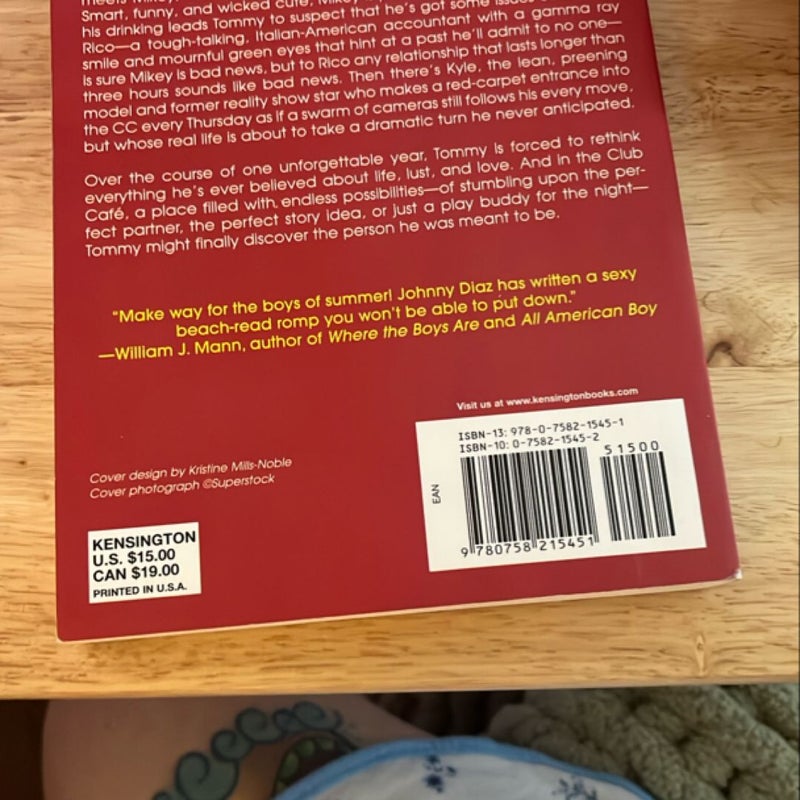 Smart, funny, and wicked cute, Mikey
his drinking leads Tommy to suspect that he's got some issues
Rico—a tough-talking, Italian-American accountant with a gamma ray
smile and mournful green eyes that hint at a past he'll admit to no one—
is sure Mikey is bad news, but to Rico any relationship that lasts longer than
three hours sounds like bad news. Then there's Kyle, the lean, preening
model and former reality show star who makes a red-carpet entrance into
the CC every Thursday as if a swarm of cameras still follows his every move,
but whose real life is about to take a dramatic turn he never anticipated.
Over the course of one unforgettable year, Tommy is forced to rethink
everything he's ever believed about life, lust, and love. And in the Club
Café, a place filled with endless possibilities—of stumbling upon the per-
fect partner, the perfect story idea, or just a play buddy for the night—
Tommy might finally discover the person he was meant to be.
"Make way for the boys of summer! Johnny Diaz has written a sexy
beach-read romp you won't be able to put down."
—William J. Mann, author of Where the Boys Are and All American Boy
Visit us at www.kensingtonbooks.com
ISBN-13: 978-0-7582-1545-1
ISBN-10: 0-7582-1545-2
51500
EAN
9 780758 215451
Cover design by Kristine Mills-Noble
Cover photograph ©Superstock
KENSINGTON
U.S. $15.00
CAN $19.00
PRINTED IN U.S.A.